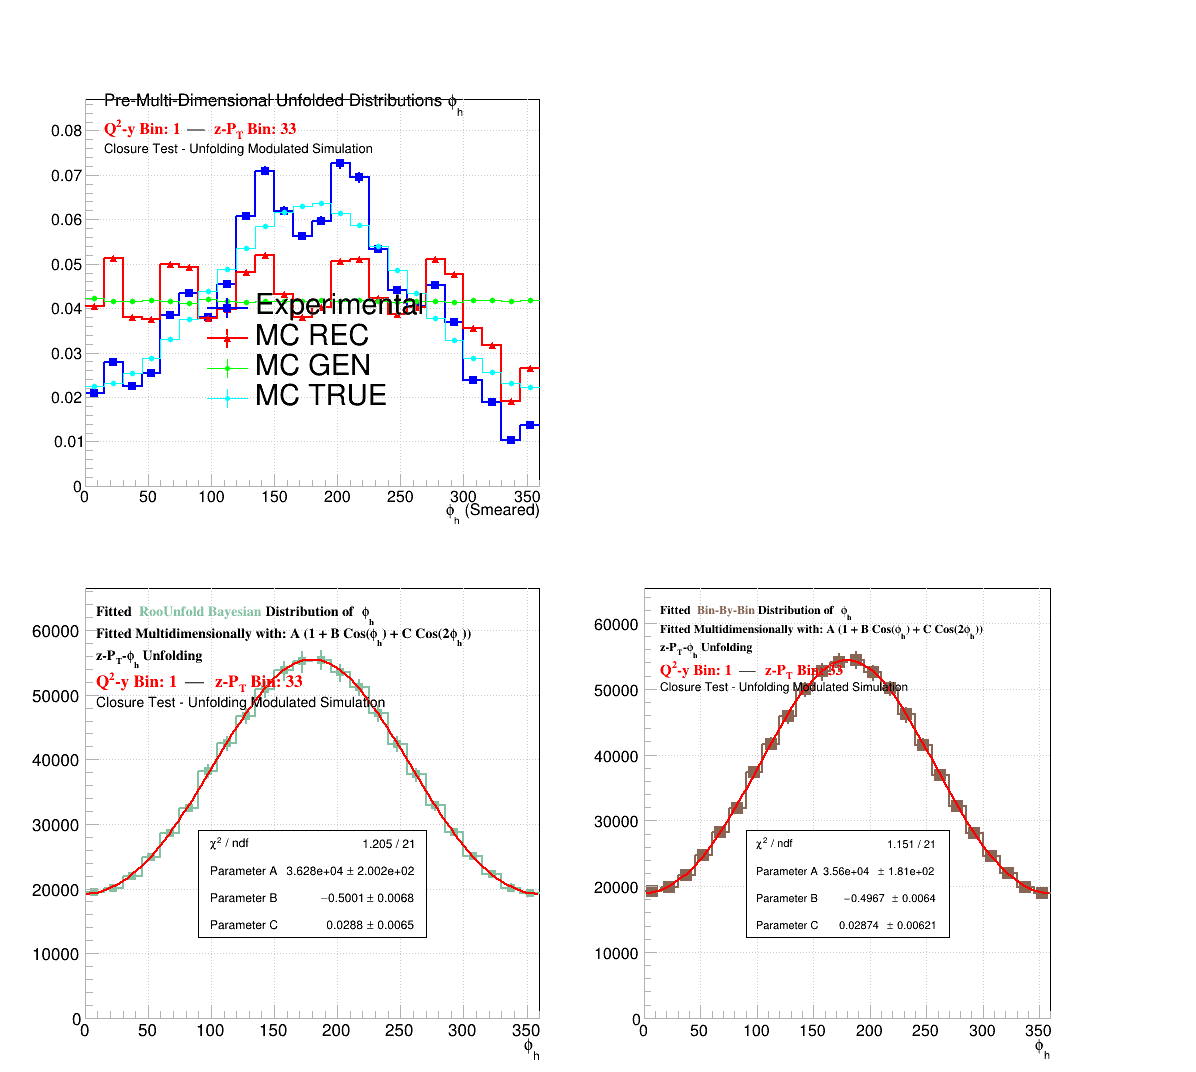 Pre-Multi-Dimensional Unfolded Distributions ϕh
Q²-y Bin: 1 — z-PT Bin: 33
Closure Test - Unfolding Modulated Simulation
0.08
0.07
0.06
0.05
0.04
0.03
0.02
0.01
0
Experimental
MC REC
MC GEN
MC TRUE
0 50 100 150 200 250 300 350
ϕh (Smeared)
Fitted RooUnfold Bayesian Distribution of ϕh
Fitted Multidimensionally with: A (1 + B Cos(ϕh) + C Cos(2ϕh))
z-PT-ϕh Unfolding
Q²-y Bin: 1 — z-PT Bin: 33
Closure Test - Unfolding Modulated Simulation
60000
50000
40000
30000
20000
10000
0
χ² / ndf 1.205 / 21
Parameter A 3.628e+04 ± 2.002e+02
Parameter B −0.5001 ± 0.0068
Parameter C 0.0288 ± 0.0065
0 50 100 150 200 250 300 350
ϕh
Fitted Bin-By-Bin Distribution of ϕh
Fitted Multidimensionally with: A (1 + B Cos(ϕh) + C Cos(2ϕh))
z-PT-ϕh Unfolding
Q²-y Bin: 1 — z-PT Bin: 33
Closure Test - Unfolding Modulated Simulation
60000
50000
40000
30000
20000
10000
0
χ² / ndf 1.151 / 21
Parameter A 3.56e+04 ± 1.81e+02
Parameter B −0.4967 ± 0.0064
Parameter C 0.02874 ± 0.00621
0 50 100 150 200 250 300 350
ϕh